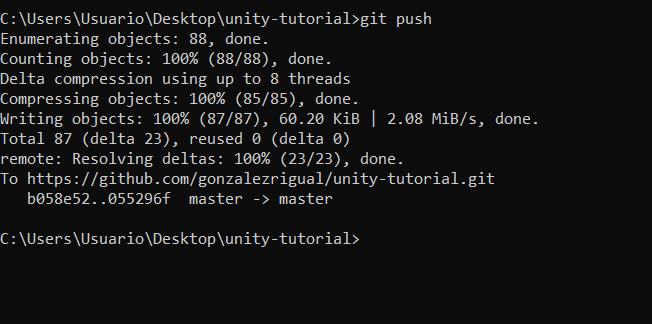 C:\Users\Usuario\Desktop\unity-tutorial>git push
Enumerating objects: 88, done.
Counting objects: 100% (88/88), done.
Delta compression using up to 8 threads
Compressing objects: 100% (85/85), done.
Writing objects: 100% (87/87), 60.20 KiB | 2.08 MiB/s, done.
Total 87 (delta 23), reused 0 (delta 0)
remote: Resolving deltas: 100% (23/23), done.
To https://github.com/gonzalezrigual/unity-tutorial.git
   b058e52..055296f  master -> master
C:\Users\Usuario\Desktop\unity-tutorial>